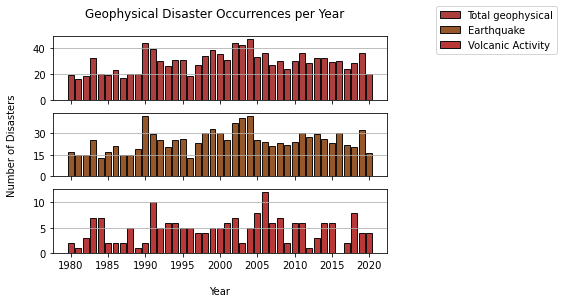 Geophysical Disaster Occurrences per Year
Total geophysical
Earthquake
Volcanic Activity
Number of Disasters
40
20
0
30
15
0
10
5
0
1980 1985 1990 1995 2000 2005 2010 2015 2020
Year